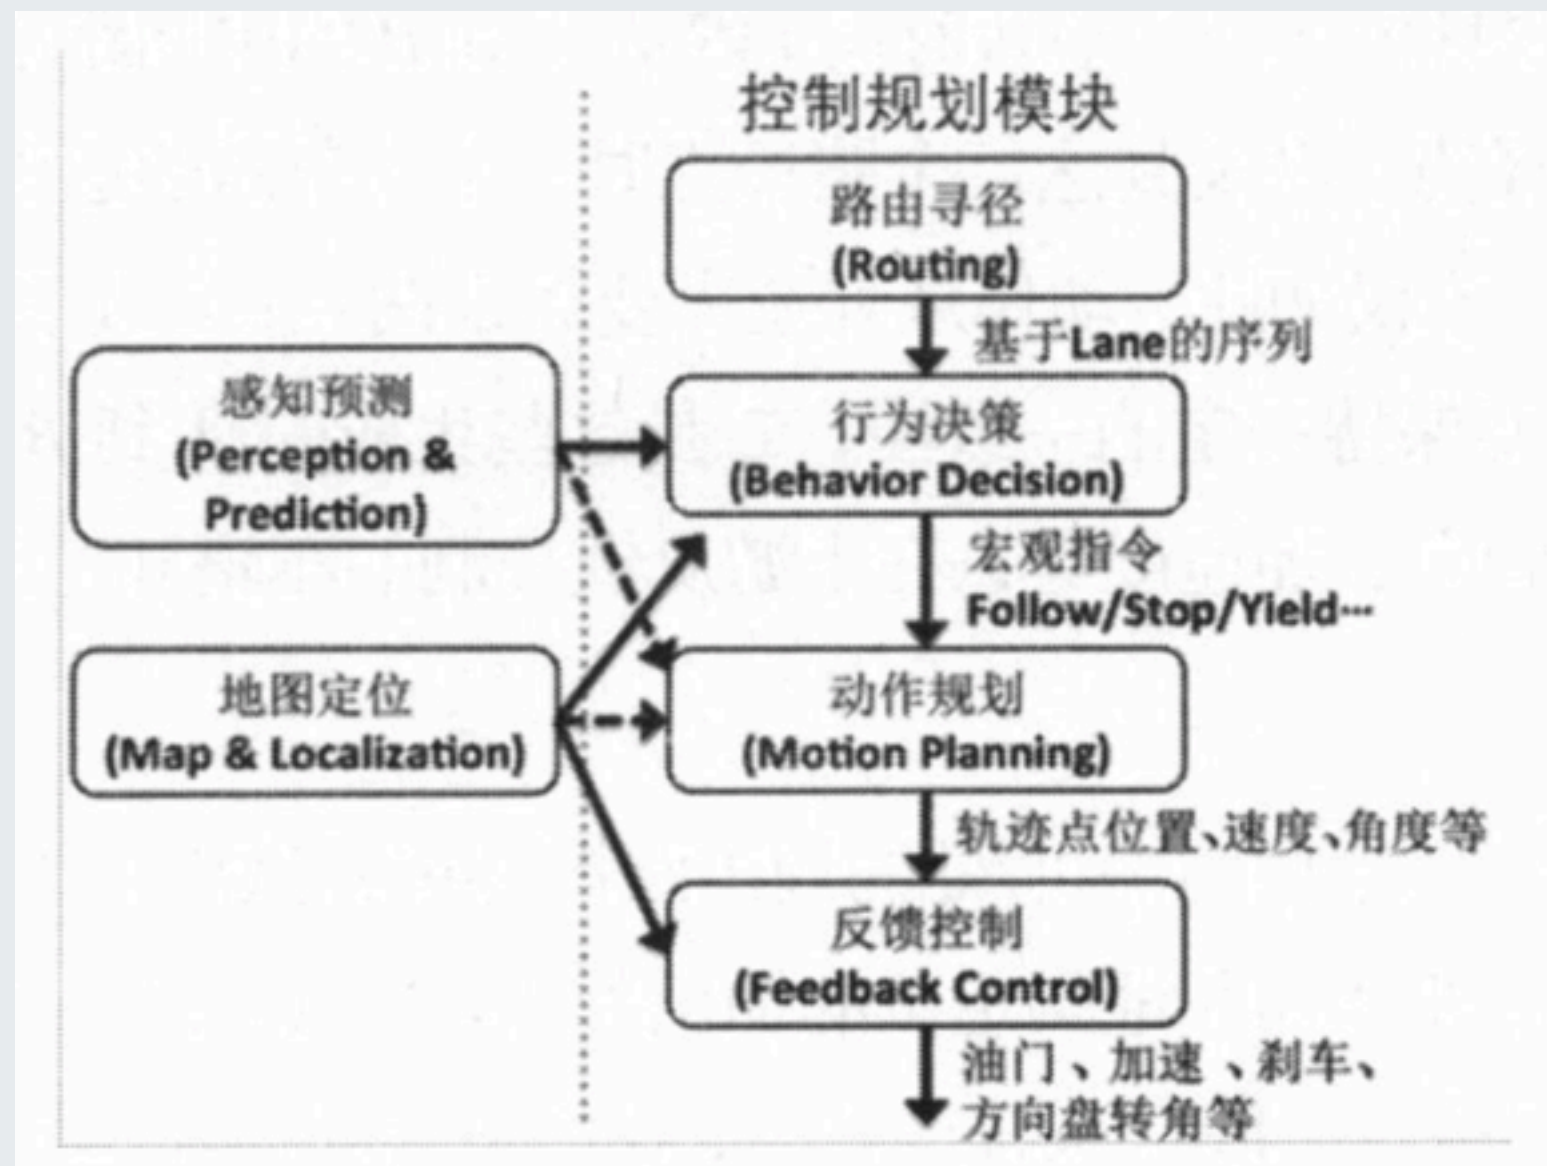 控制规划模块
路由寻径
(Routing)
基于Lane的序列
感知预测
(Perception &
Prediction)
行为决策
(Behavior Decision)
宏观指令
Follow/Stop/Yield…
地图定位
(Map & Localization)
动作规划
(Motion Planning)
轨迹点位置、速度、角度等
反馈控制
(Feedback Control)
油门、加速、刹车、
方向盘转角等